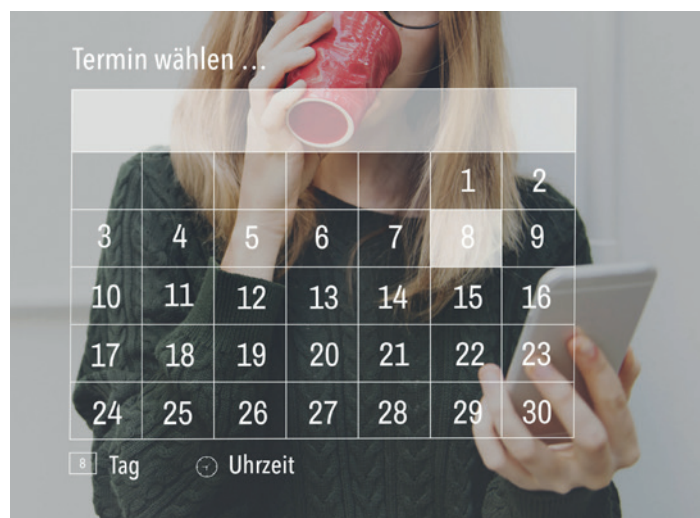 Termin wählen ...
1 2
3 4 5 6 7 8 9
10 11 12 13 14 15 16
17 18 19 20 21 22 23
24 25 26 27 28 29 30
8 Tag Uhrzeit